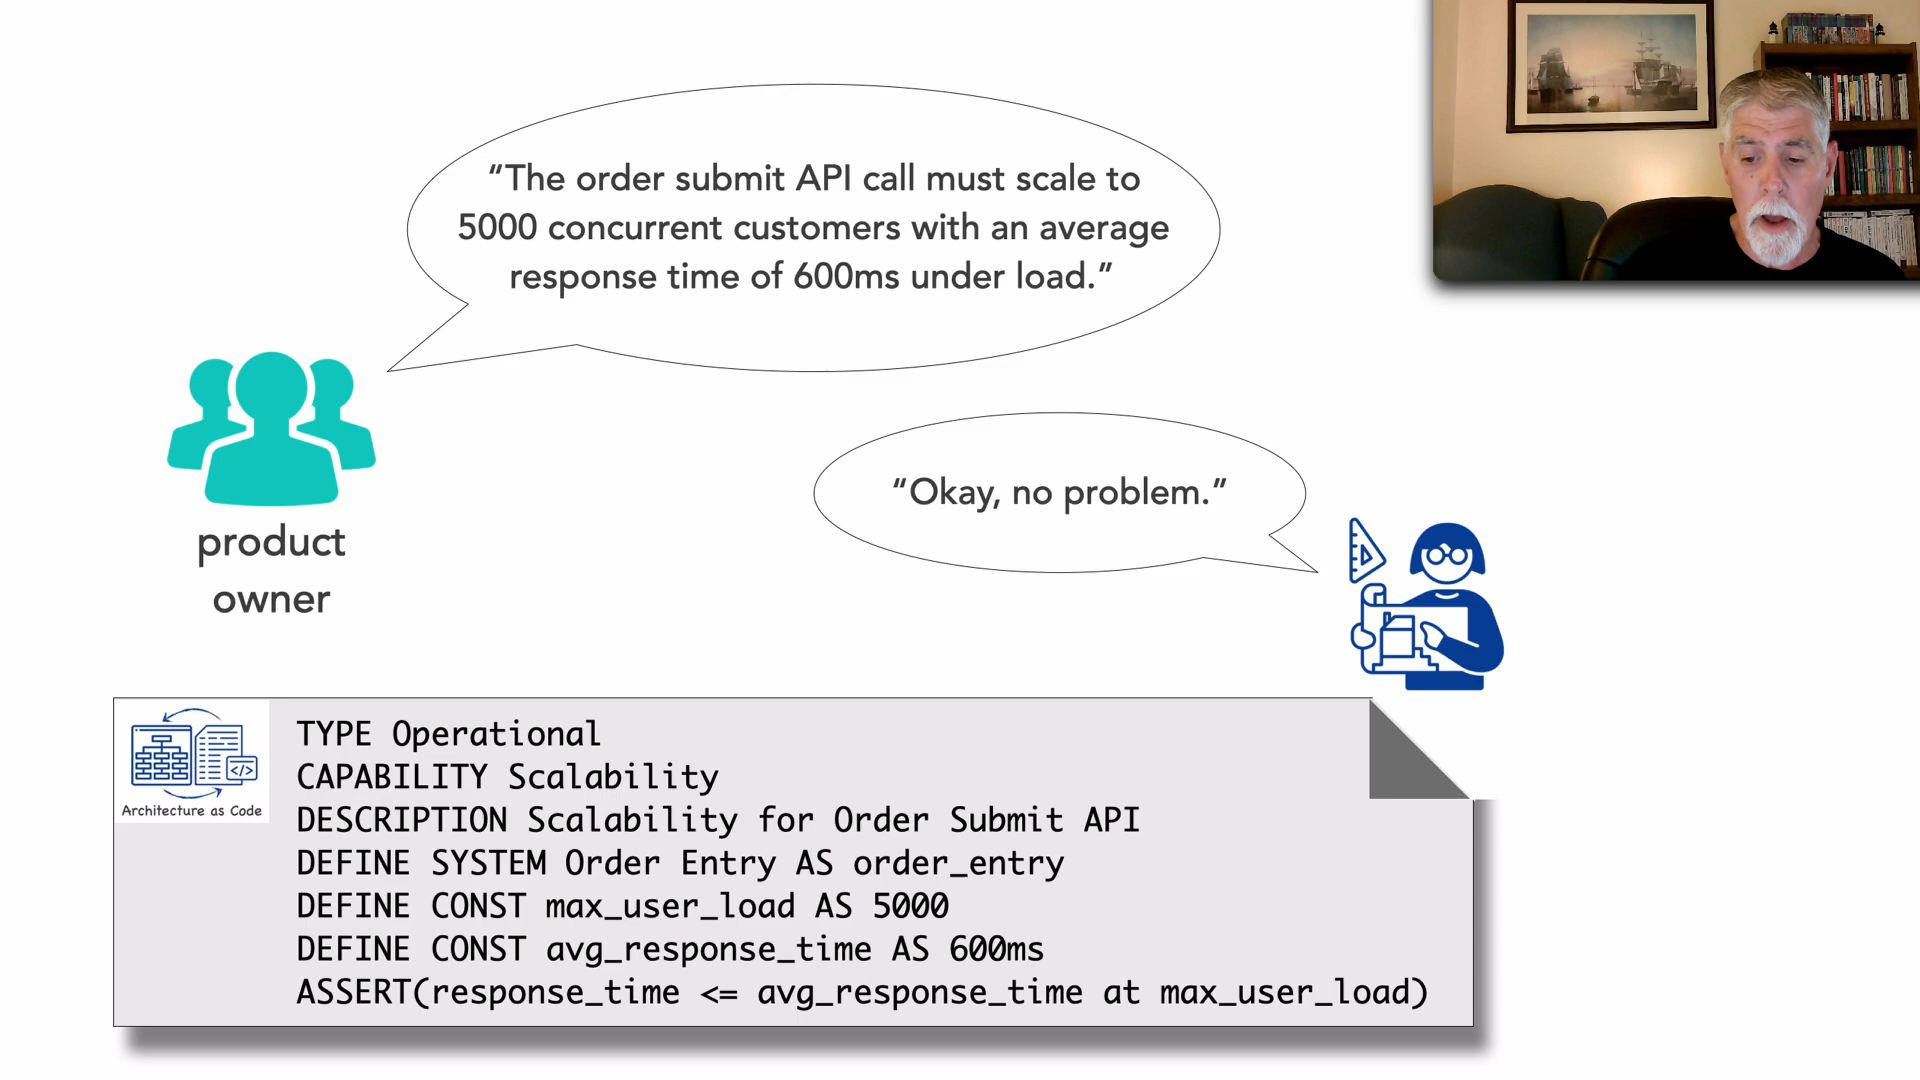 “The order submit API call must scale to
5000 concurrent customers with an average
response time of 600ms under load.”
“Okay, no problem.”
product
owner
Architecture as Code
TYPE Operational
CAPABILITY Scalability
DESCRIPTION Scalability for Order Submit API
DEFINE SYSTEM Order Entry AS order_entry
DEFINE CONST max_user_load AS 5000
DEFINE CONST avg_response_time AS 600ms
ASSERT(response_time <= avg_response_time at max_user_load)